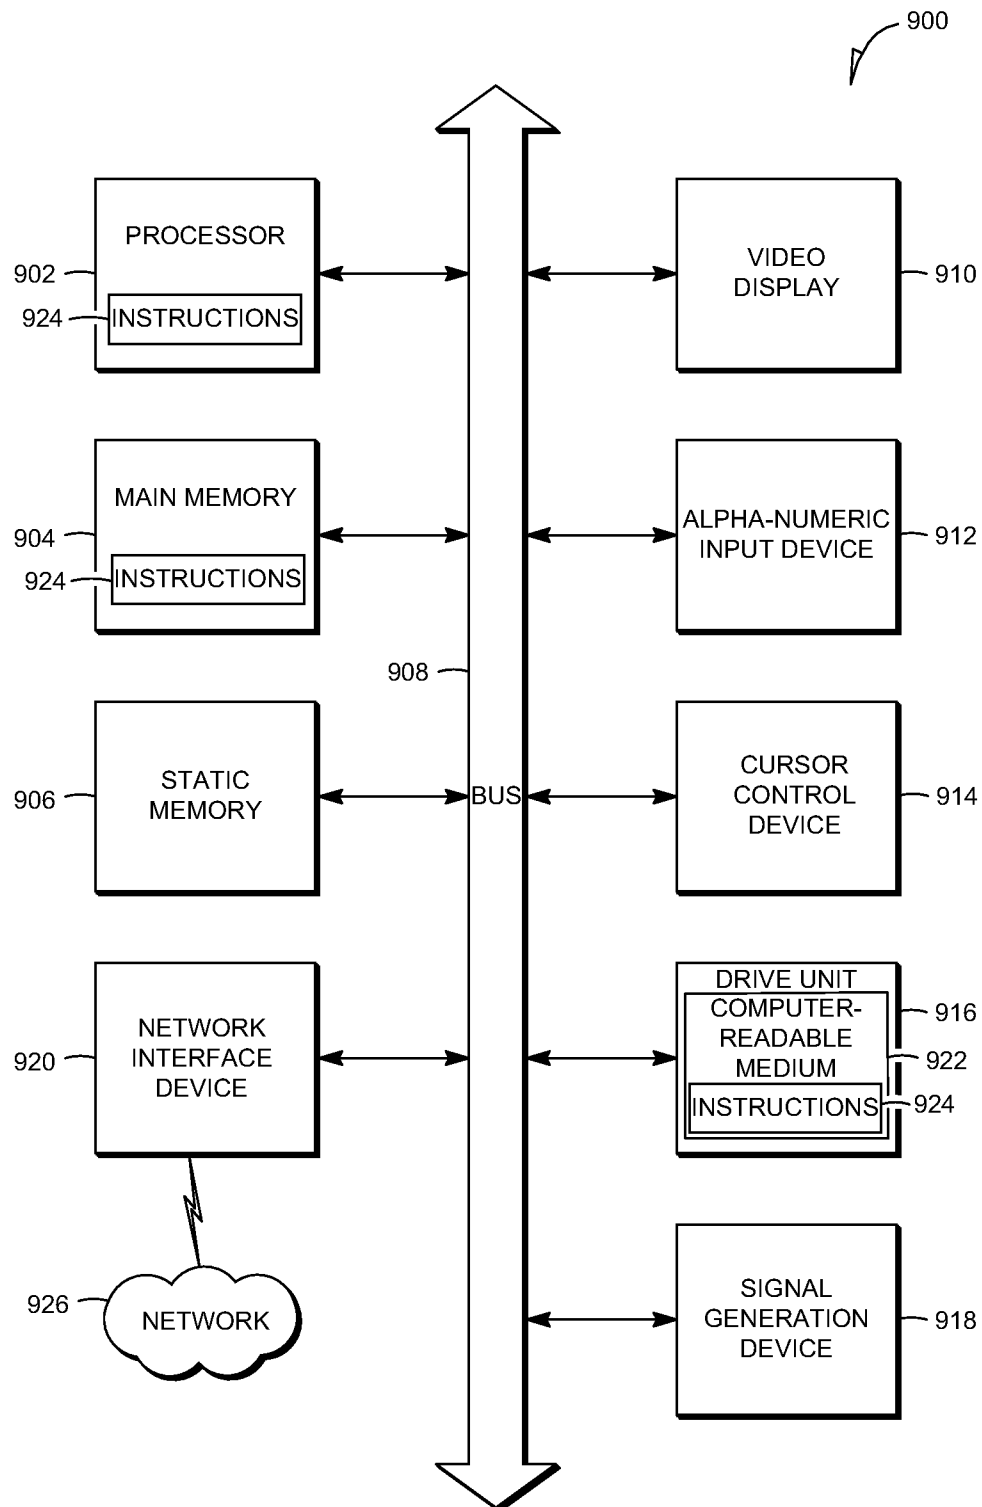 900
PROCESSOR
902
924
INSTRUCTIONS
VIDEO
DISPLAY
910
MAIN MEMORY
904
924
INSTRUCTIONS
ALPHA-NUMERIC
INPUT DEVICE
912
908
STATIC
MEMORY
906
BUS
CURSOR
CONTROL
DEVICE
914
NETWORK
INTERFACE
DEVICE
920
DRIVE UNIT
916
COMPUTER-
READABLE
MEDIUM
922
INSTRUCTIONS
924
926
NETWORK
SIGNAL
GENERATION
DEVICE
918